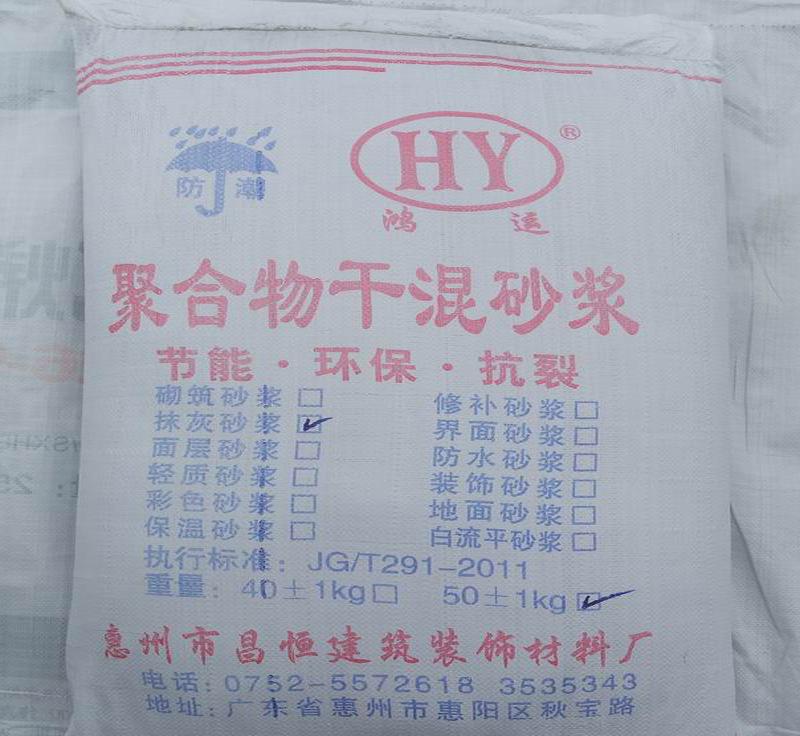 防潮
HY®
鸿运
聚合物干混砂浆
节能·环保·抗裂
砌筑砂浆□ 修补砂浆□
抹灰砂浆☑ 界面砂浆□
面层砂浆□ 防水砂浆□
轻质砂浆□ 装饰砂浆□
彩色砂浆□ 地面砂浆□
保温砂浆□ 白流平砂浆□
执行标准：JG/T291-2011
重量：40±1kg□ 50±1kg☑
惠州市昌恒建筑装饰材料厂
电话：0752-5572618 3535343
地址：广东省惠州市惠阳区秋宝路